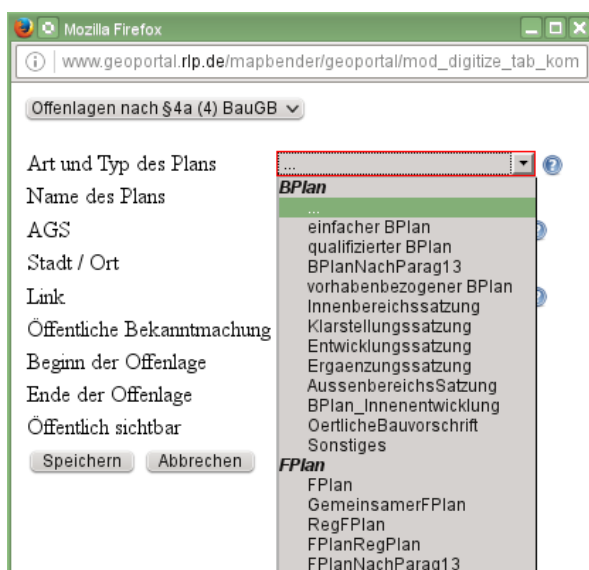 Mozilla Firefox
www.geoportal.rlp.de/mapbender/geoportal/mod_digitize_tab_kom
Offenlagen nach §4a (4) BauGB
Art und Typ des Plans
...
Name des Plans
AGS
Stadt / Ort
Link
Öffentliche Bekanntmachung
Beginn der Offenlage
Ende der Offenlage
Öffentlich sichtbar
Speichern Abbrechen
BPlan
...
einfacher BPlan
qualifizierter BPlan
BPlanNachParag13
vorhabenbezogener BPlan
Innenbereichssatzung
Klarstellungssatzung
Entwicklungssatzung
Ergaenzungssatzung
AussenbereichsSatzung
BPlan_Innenentwicklung
OertlicheBauvorschrift
Sonstiges
FPlan
FPlan
GemeinsamerFPlan
RegFPlan
FPlanRegPlan
FPlanNachParag13